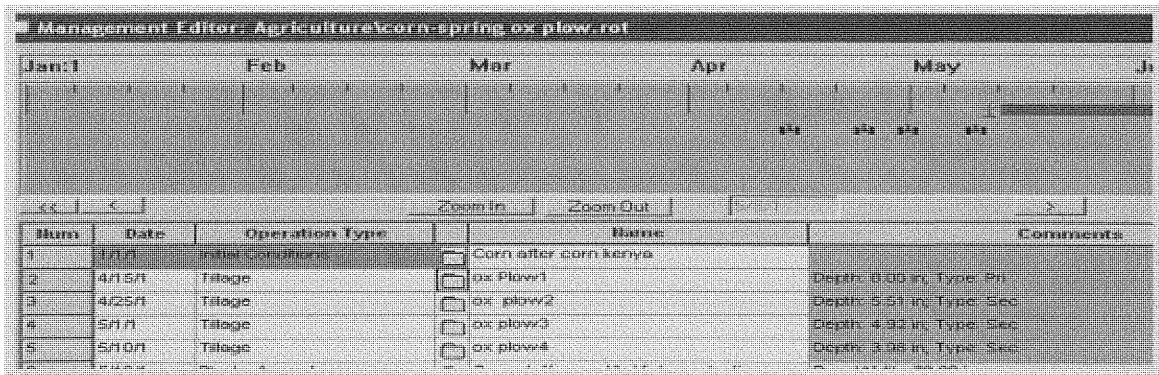 Management Editor: Agriculture\corn-spring ox plow.rot
Jan:1 Feb Mar Apr May
<< < Zoom In Zoom Out >
Num Date Operation Type Name Comments
1 1/1/1 Initial Conditions Corn after corn kenya
2 4/15/1 Tillage ox Plow1 Depth: in; Type: Pri
3 4/25/1 Tillage ox plow2 Depth: 5.51 in; Type: Sec
4 5/1/1 Tillage ox plow3 Depth: 4.92 in; Type: Sec
5 5/10/1 Tillage ox plow4 Depth: in; Type: Sec